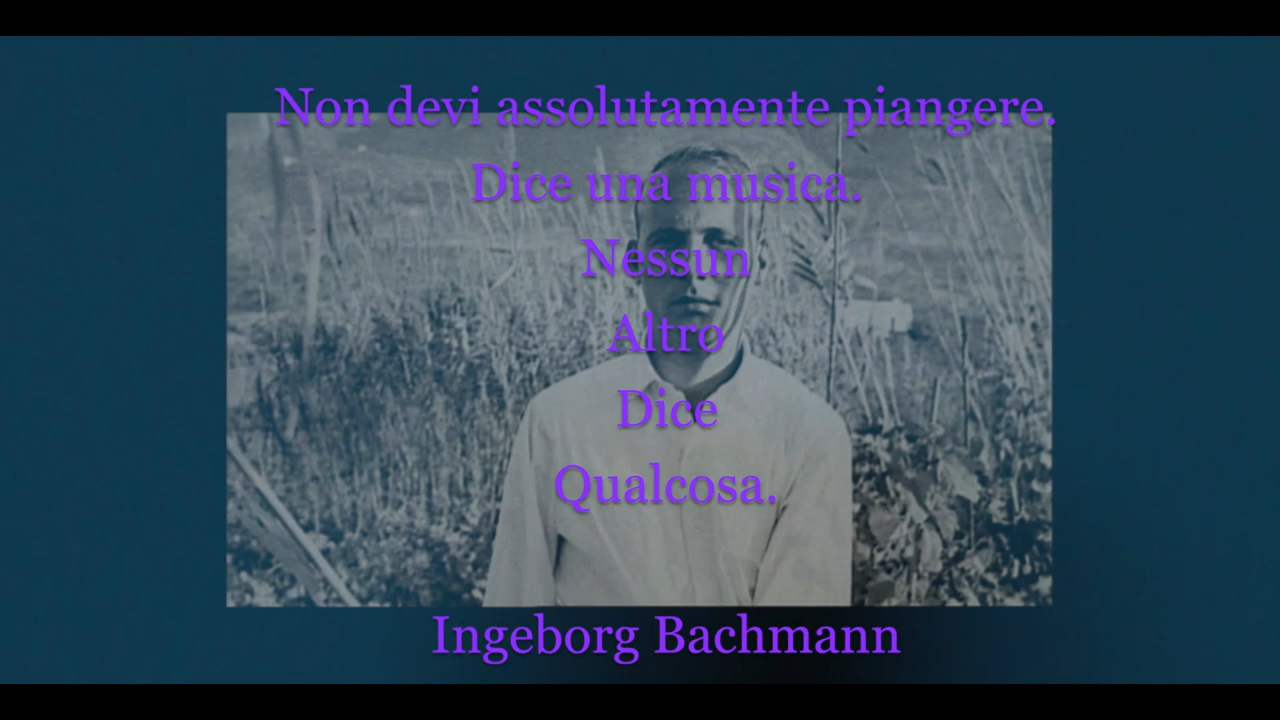 Non devi assolutamente piangere.
Dice una musica.
Nessun
Altro
Dice
Qualcosa.
Ingeborg Bachmann